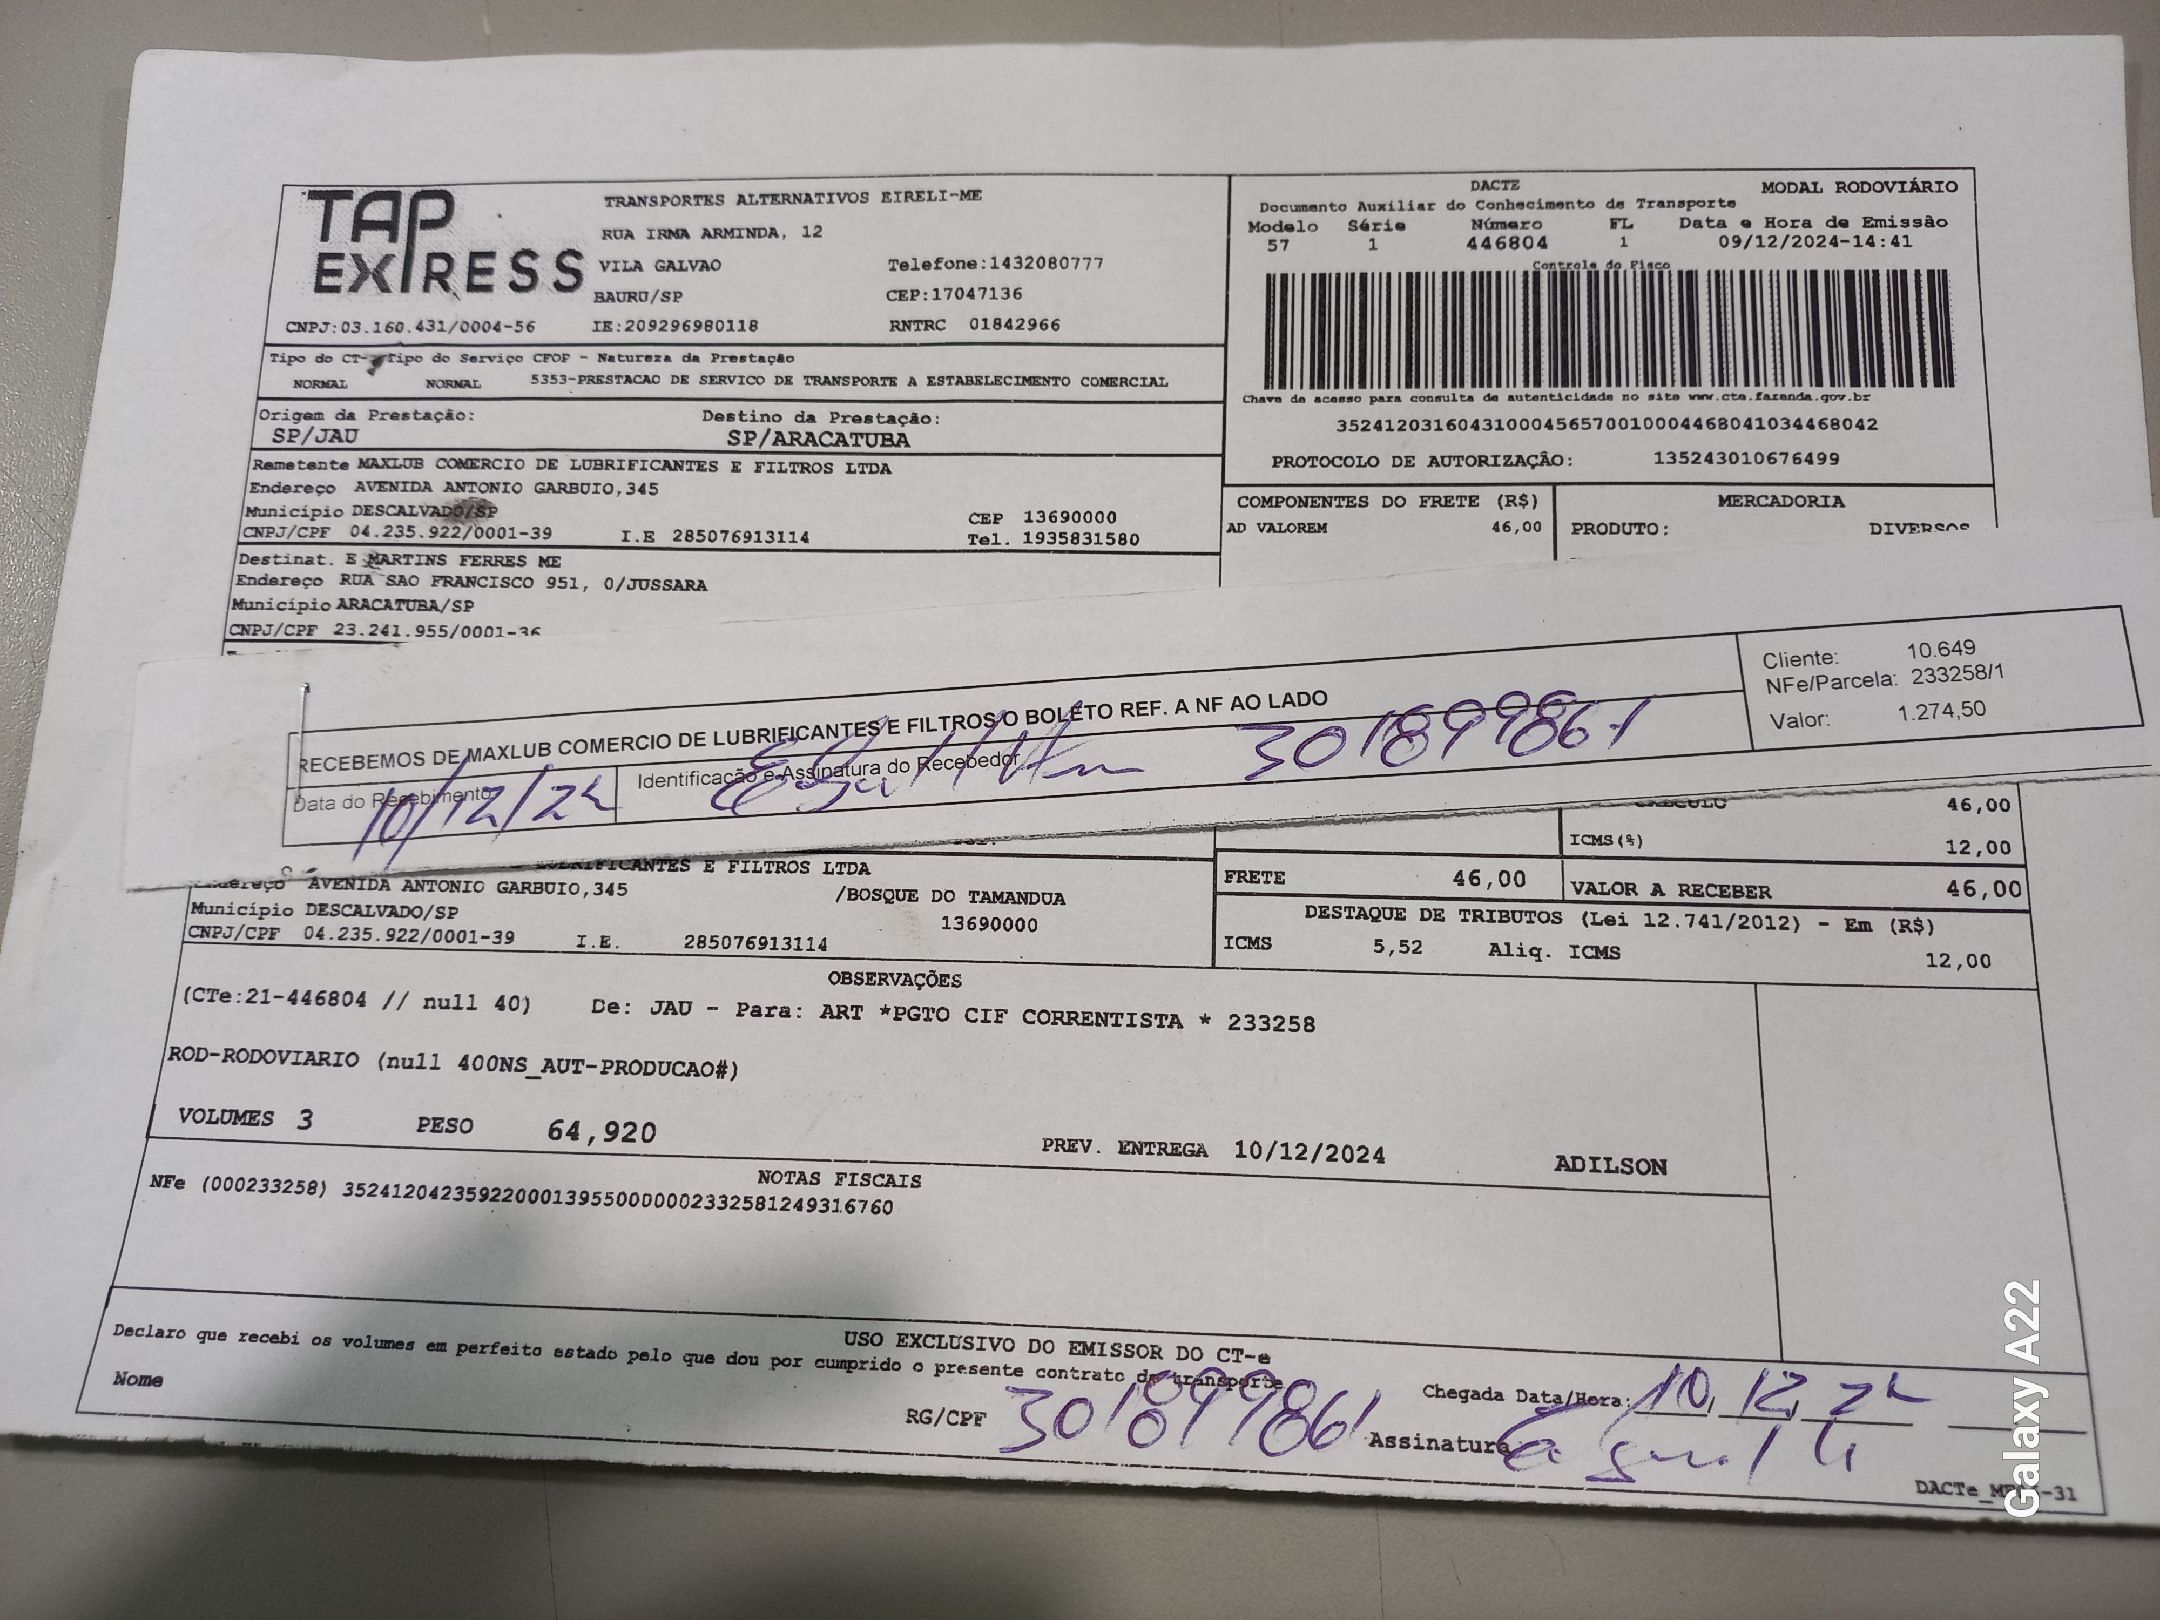 TAP EXPRESS
TRANSPORTES ALTERNATIVOS EIRELI-ME
RUA IRMA ARMINDA, 12
VILA GALVAO Telefone:1432080777
BAURU/SP CEP:17047136
CNPJ:03.160.431/0004-56 IE:209296980118 RNTRC 01842966
DACTE MODAL RODOVIÁRIO
Documento Auxiliar do Conhecimento de Transporte
Modelo Série Número FL Data e Hora de Emissão
57 1 446804 1 09/12/2024-14:41
Controle do Fisco
Chave de acesso para consulta de autenticidade no site www.cte.fazenda.gov.br
35241203160431000456570010004468041034468042
PROTOCOLO DE AUTORIZAÇÃO: 135243010676499
Tipo do CT- Tipo do Serviço CFOP - Natureza da Prestação
NORMAL NORMAL 5353-PRESTACAO DE SERVICO DE TRANSPORTE A ESTABELECIMENTO COMERCIAL
Origem da Prestação: Destino da Prestação:
SP/JAU SP/ARACATUBA
Remetente MAXLUB COMERCIO DE LUBRIFICANTES E FILTROS LTDA
Endereço AVENIDA ANTONIO GARBUIO,345
Município DESCALVADO/SP CEP 13690000
CNPJ/CPF 04.235.922/0001-39 I.E 285076913114 Tel. 1935831580
COMPONENTES DO FRETE (R$) MERCADORIA
AD VALOREM 46,00 PRODUTO: DIVERSOS
Destinat. E MARTINS FERRES ME
Endereço RUA SAO FRANCISCO 951, 0/JUSSARA
Município ARACATUBA/SP
CNPJ/CPF 23.241.955/0001-36
RECEBEMOS DE MAXLUB COMERCIO DE LUBRIFICANTES E FILTROS O BOLETO REF. A NF AO LADO
Data do Recebimento Identificação e Assinatura do Recebedor
10/12/24 301899861
Cliente: 10.649
NFe/Parcela: 233258/1
Valor: 1.274,50
CALCULO 46,00
ICMS(%) 12,00
FRETE 46,00 VALOR A RECEBER 46,00
DESTAQUE DE TRIBUTOS (Lei 12.741/2012) - Em (R$)
ICMS 5,52 Aliq. ICMS 12,00
LUBRIFICANTES E FILTROS LTDA
Endereço AVENIDA ANTONIO GARBUIO,345 /BOSQUE DO TAMANDUA
Município DESCALVADO/SP 13690000
CNPJ/CPF 04.235.922/0001-39 I.E. 285076913114
OBSERVAÇÕES
(CTe:21-446804 // null 40) De: JAU - Para: ART *PGTO CIF CORRENTISTA * 233258
ROD-RODOVIARIO (null 400NS_AUT-PRODUCAO#)
VOLUMES 3 PESO 64,920 PREV. ENTREGA 10/12/2024 ADILSON
NOTAS FISCAIS
NFe (000233258) 35241204235922000139550000002332581249316760
USO EXCLUSIVO DO EMISSOR DO CT-e
Declaro que recebi os volumes em perfeito estado pelo que dou por cumprido o presente contrato de transporte
Nome RG/CPF 301899861 Assinatura Chegada Data/Hora: 10, 12, 24
Galaxy A22